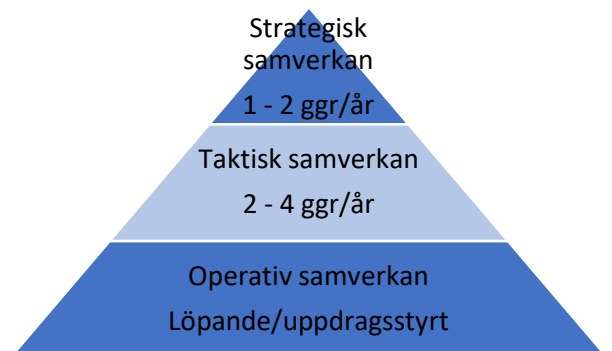 Strategisk
samverkan
1 - 2 ggr/år
Taktisk samverkan
2 - 4 ggr/år
Operativ samverkan
Löpande/uppdragsstyrt